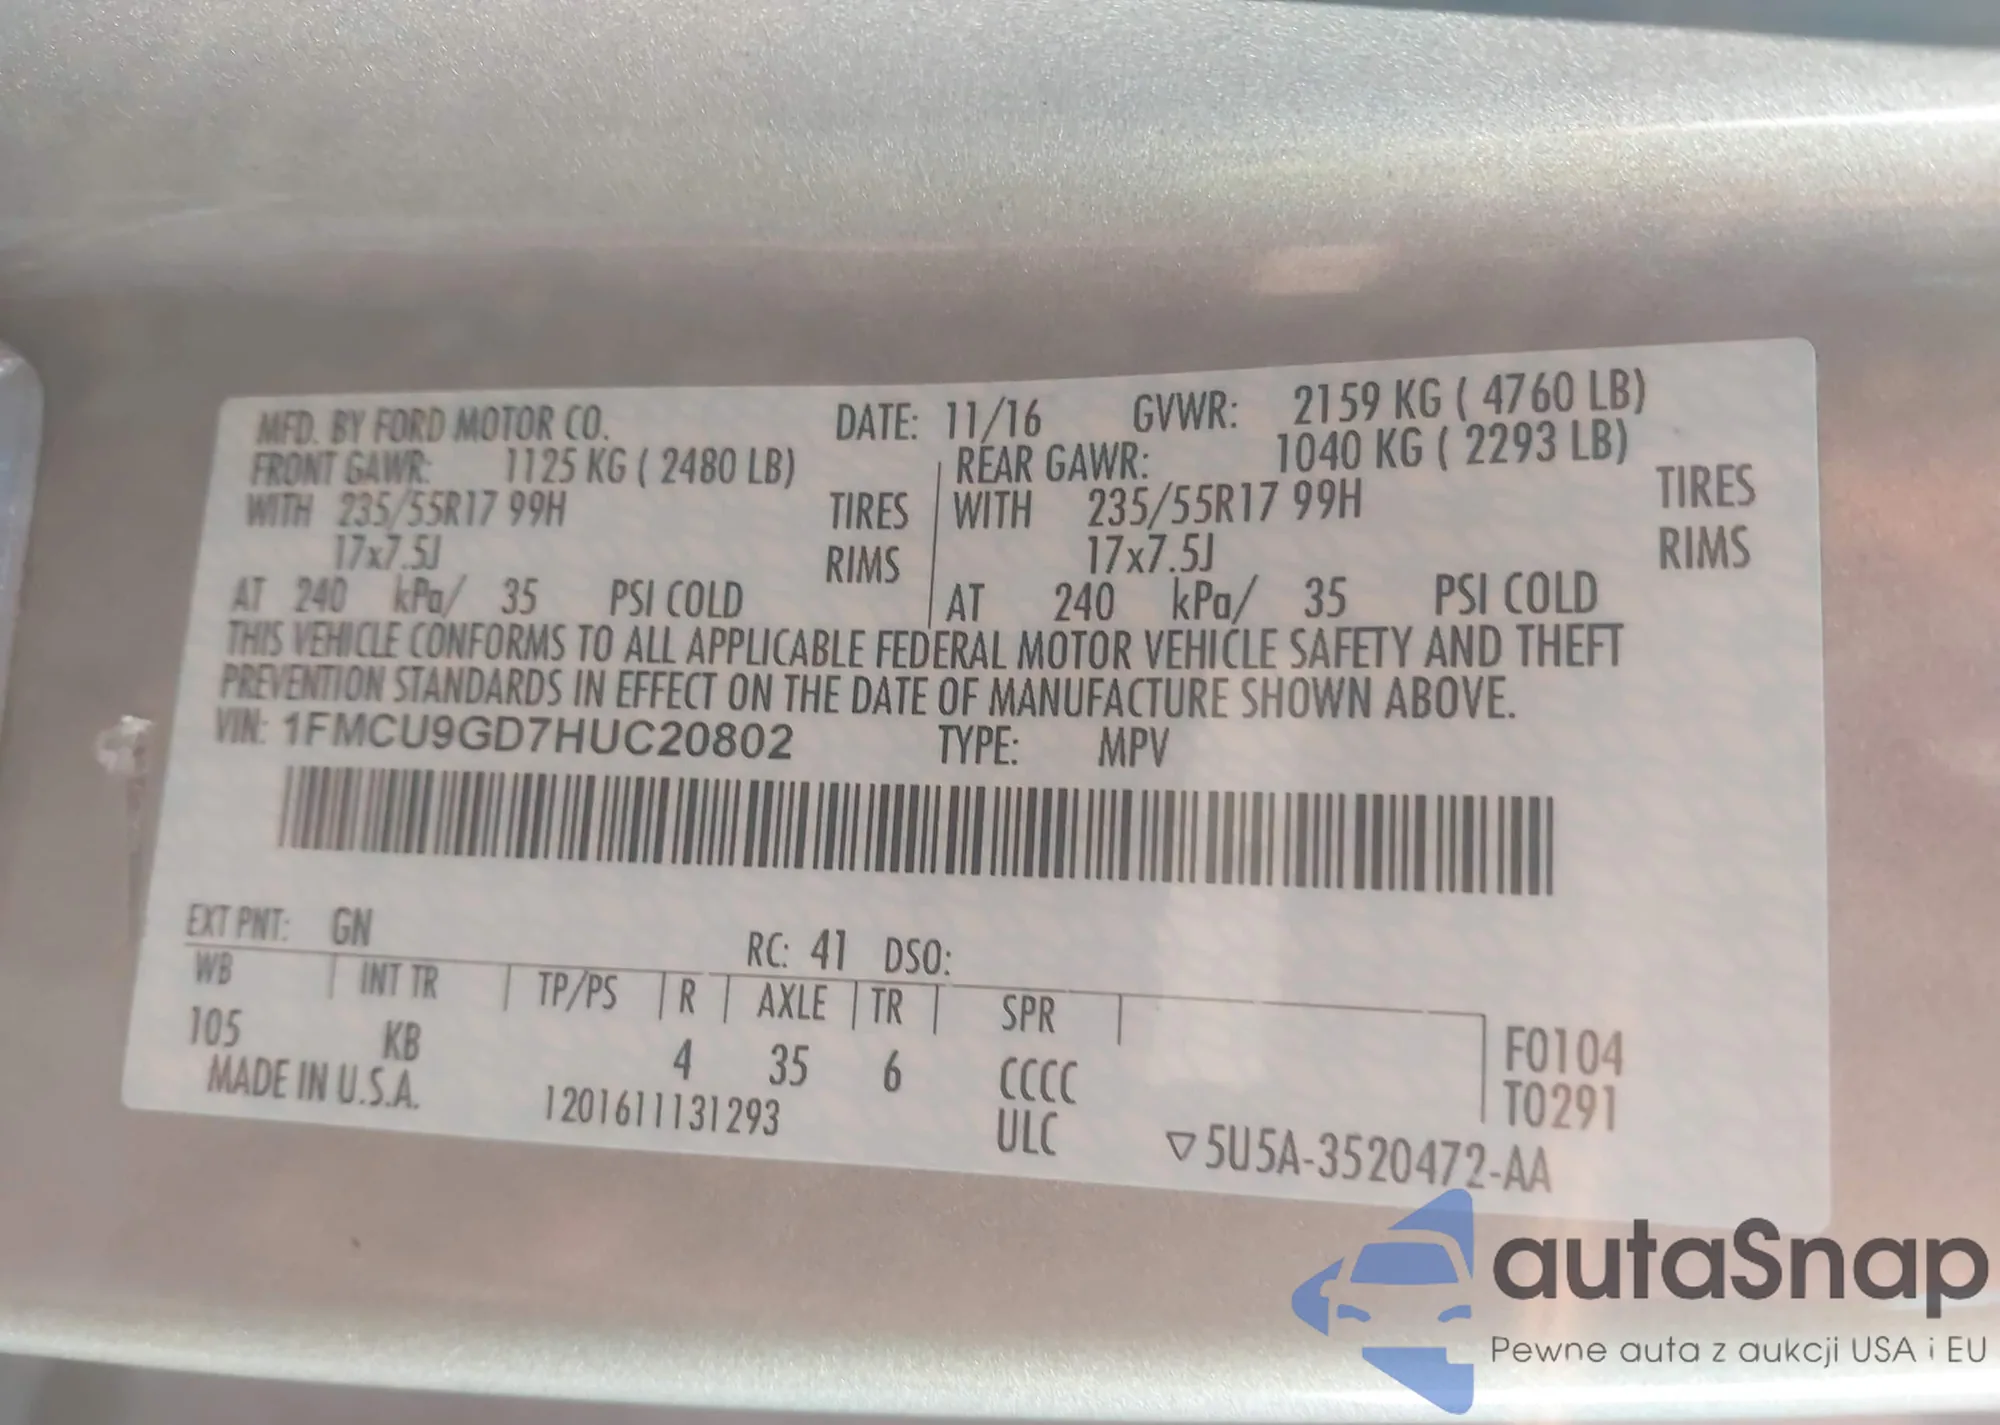 MFD. BY FORD MOTOR CO. DATE: 11/16 GVWR: 2159 KG ( 4760 LB)
FRONT GAWR: 1125 KG ( 2480 LB) REAR GAWR: 1040 KG ( 2293 LB)
WITH 235/55R17 99H TIRES WITH 235/55R17 99H TIRES
17x7.5J RIMS 17x7.5J RIMS
AT 240 kPa/ 35 PSI COLD AT 240 kPa/ 35 PSI COLD
THIS VEHICLE CONFORMS TO ALL APPLICABLE FEDERAL MOTOR VEHICLE SAFETY AND THEFT
PREVENTION STANDARDS IN EFFECT ON THE DATE OF MANUFACTURE SHOWN ABOVE.
VIN: 1FMCU9GD7HUC20802 TYPE: MPV
EXT PNT: GN RC: 41 DSO:
WB INT TR TP/PS R AXLE TR SPR
105 KB 4 35 6 CCCC F0104
MADE IN U.S.A. 1201611131293 ULC T0291
▽5U5A-3520472-AA
autaSnap
Pewne auta z aukcji USA i EU